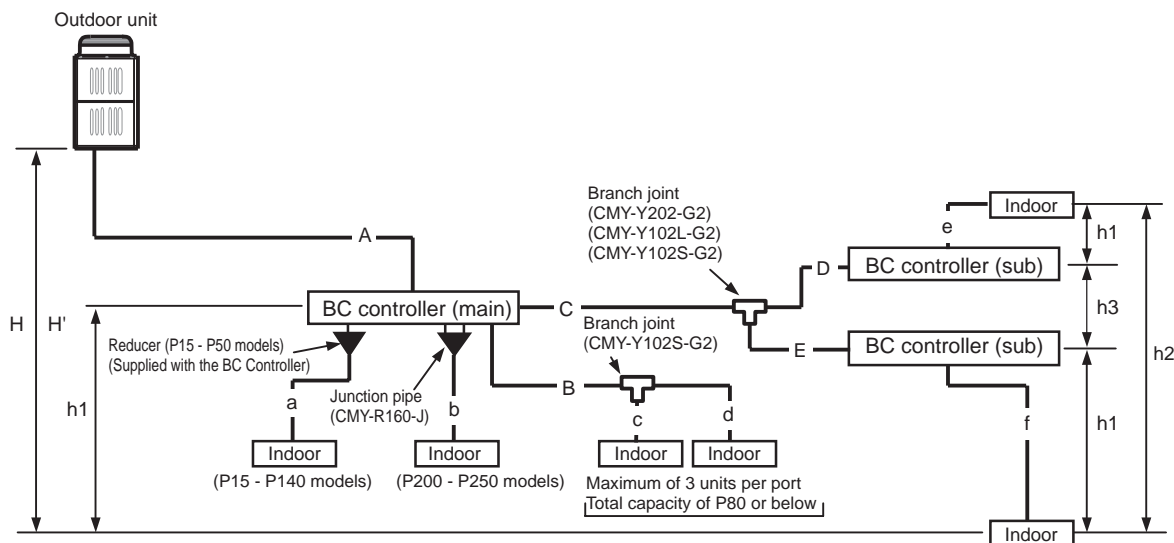 Outdoor unit
H
H'
A
BC controller (main)
h1
Reducer (P15 - P50 models)
(Supplied with the BC Controller)
Junction pipe
(CMY-R160-J)
a
b
Indoor
(P15 - P140 models)
Indoor
(P200 - P250 models)
Branch joint
(CMY-Y202-G2)
(CMY-Y102L-G2)
(CMY-Y102S-G2)
C
Branch joint
(CMY-Y102S-G2)
B
c
d
Indoor
Indoor
Maximum of 3 units per port
Total capacity of P80 or below
D
E
Indoor
e
BC controller (sub)
BC controller (sub)
f
Indoor
h1
h3
h2
h1